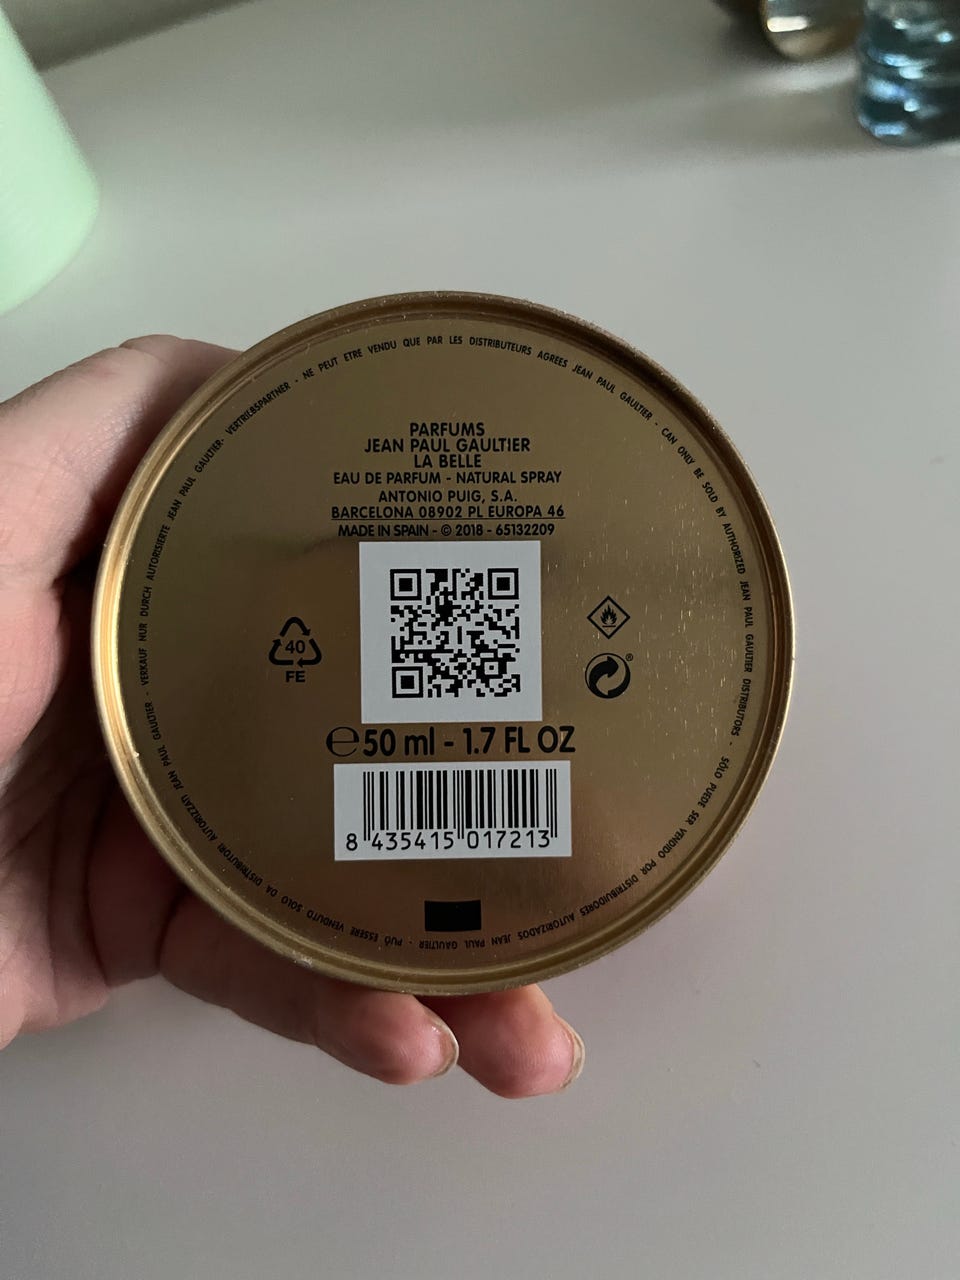 NE PEUT ETRE VENDU QUE PAR LES DISTRIBUTEURS AGREES JEAN PAUL GAULTIER - CAN ONLY BE SOLD BY AUTHORIZED JEAN PAUL GAULTIER DISTRIBUTORS - SÓLO PUEDE SER VENDIDO POR DISTRIBUIDORES AUTORIZADOS JEAN PAUL GAULTIER - PUÓ ESSERE VENDUTO SOLO DA DISTRIBUTORI AUTORIZZATI JEAN PAUL GAULTIER - VERKAUF NUR DURCH AUTORISIERTE JEAN PAUL GAULTIER- VERTRIEBSPARTNER -
PARFUMS
JEAN PAUL GAULTIER
LA BELLE
EAU DE PARFUM - NATURAL SPRAY
ANTONIO PUIG, S.A.
BARCELONA 08902 PL EUROPA 46
MADE IN SPAIN - © 2018 - 65132209
40
FE
℮50 ml - 1.7 FL OZ
8 435415 017213